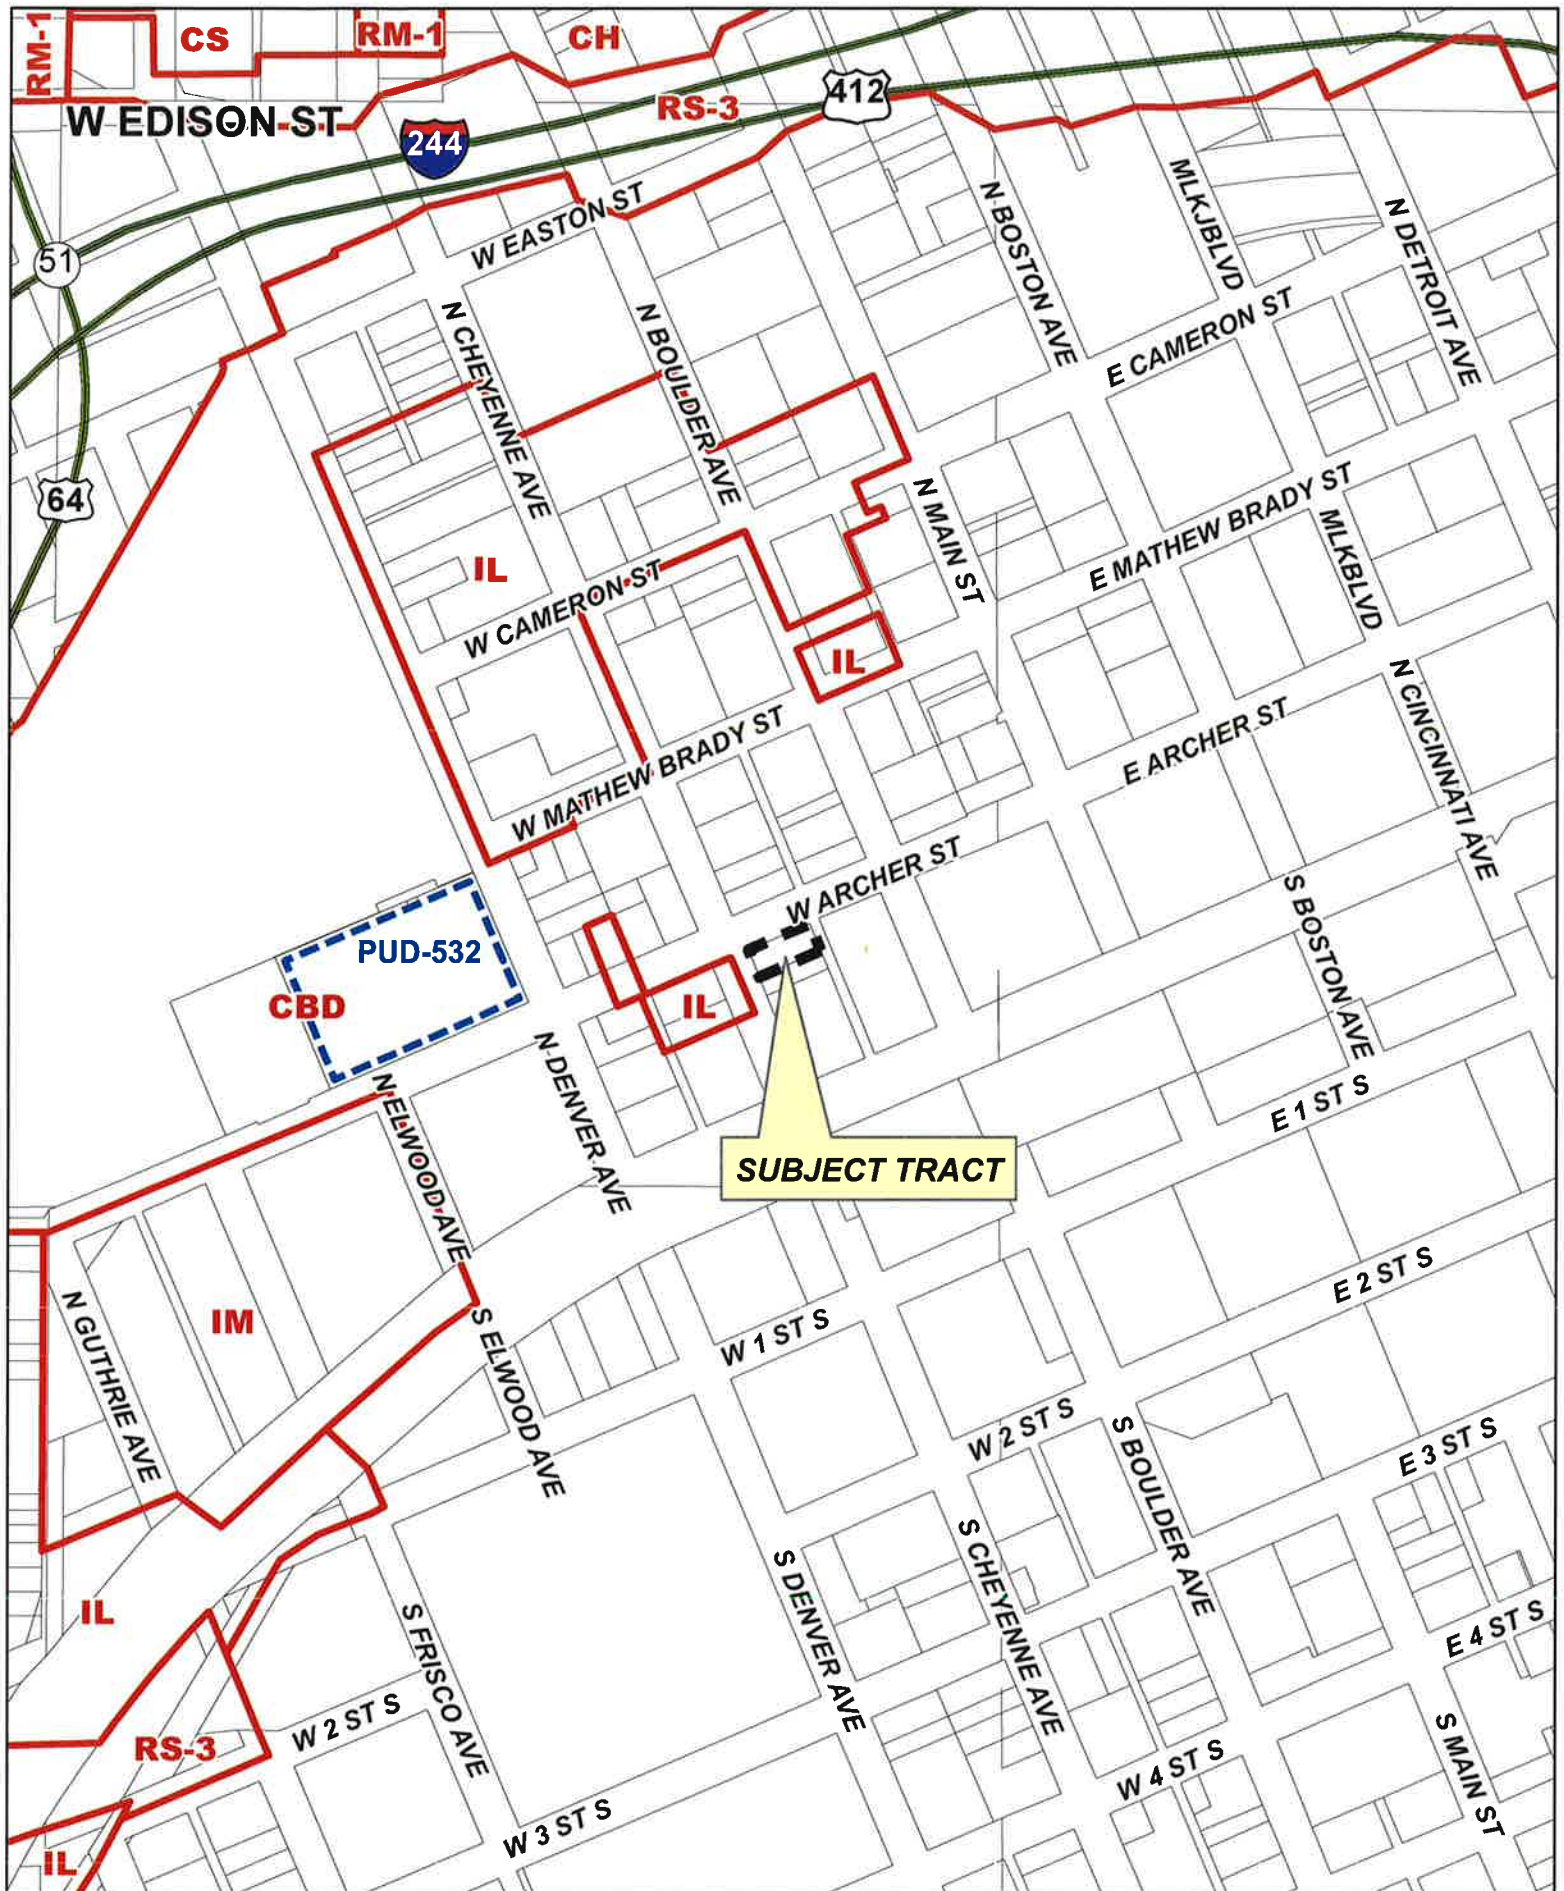 RM-1
CS
RM-1
CH
W EDISON ST
244
RS-3
412
51
64
W EASTON ST
N BOSTON AVE
MLKJBLVD
N DETROIT AVE
N CHEYENNE AVE
N BOULDER AVE
E CAMERON ST
N MAIN ST
E MATHEW BRADY ST
MLKBLVD
IL
W CAMERON ST
IL
N CINCINNATI AVE
W MATHEW BRADY ST
E ARCHER ST
W ARCHER ST
PUD-532
CBD
IL
S BOSTON AVE
N DENVER AVE
N ELWOOD AVE
E 1 ST S
SUBJECT TRACT
N GUTHRIE AVE
IM
S ELWOOD AVE
W 1 ST S
E 2 ST S
W 2 ST S
S BOULDER AVE
E 3 ST S
S DENVER AVE
S CHEYENNE AVE
IL
S FRISCO AVE
E 4 ST S
W 2 ST S
RS-3
W 4 ST S
S MAIN ST
W 3 ST S
IL